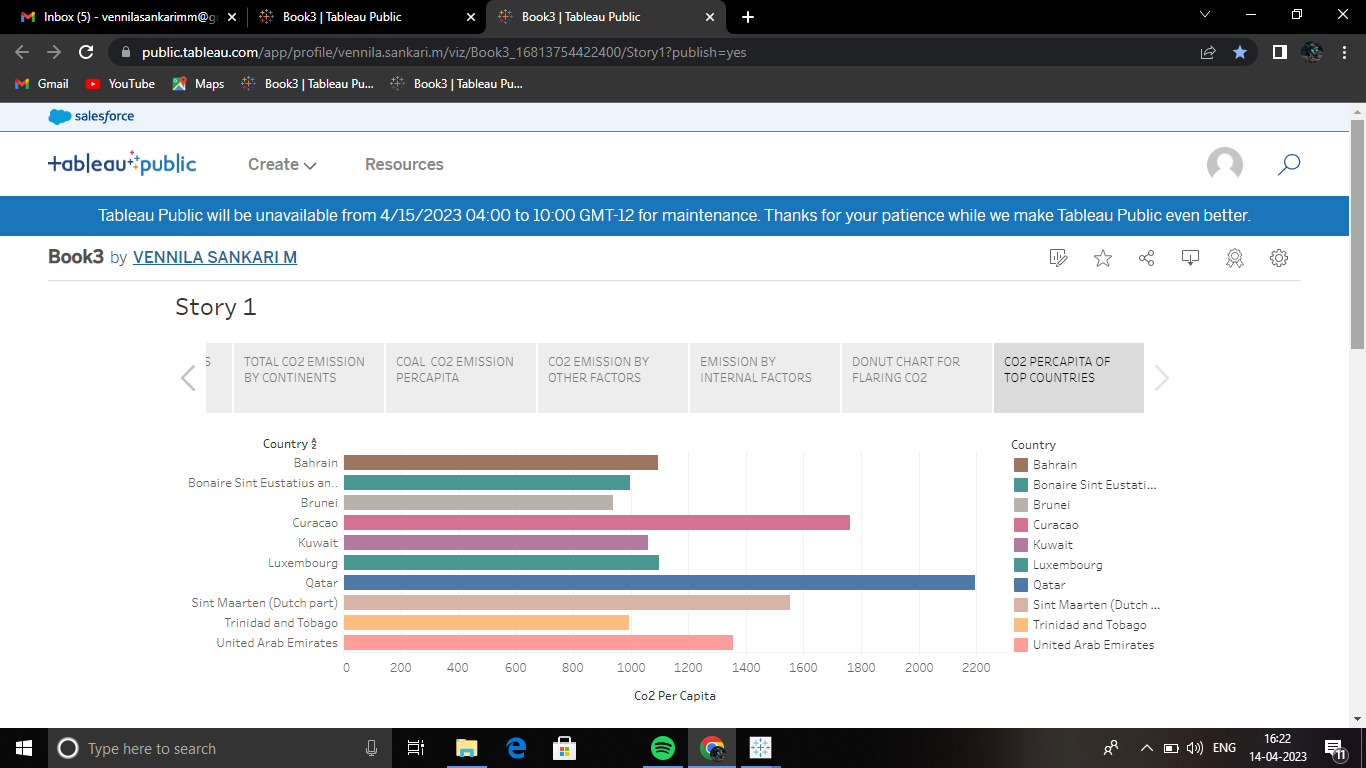 Inbox (5) - vennilasankarimm@g
Book3 | Tableau Public
Book3 | Tableau Public
public.tableau.com/app/profile/vennila.sankari.m/viz/Book3_16813754422400/Story1?publish=yes
Gmail
YouTube
Maps
Book3 | Tableau Pu...
Book3 | Tableau Pu...
salesforce
tableau public
Create
Resources
Tableau Public will be unavailable from 4/15/2023 04:00 to 10:00 GMT-12 for maintenance. Thanks for your patience while we make Tableau Public even better.
Book3 by VENNILA SANKARI M
Story 1
S
TOTAL CO2 EMISSION
BY CONTINENTS
COAL CO2 EMISSION
PERCAPITA
CO2 EMISSION BY
OTHER FACTORS
EMISSION BY
INTERNAL FACTORS
DONUT CHART FOR
FLARING CO2
CO2 PERCAPITA OF
TOP COUNTRIES
Country
Bahrain
Bonaire Sint Eustatius an..
Brunei
Curacao
Kuwait
Luxembourg
Qatar
Sint Maarten (Dutch part)
Trinidad and Tobago
United Arab Emirates
0 200 400 600 800 1000 1200 1400 1600 1800 2000 2200
Co2 Per Capita
Country
Bahrain
Bonaire Sint Eustati...
Brunei
Curacao
Kuwait
Luxembourg
Qatar
Sint Maarten (Dutch ...
Trinidad and Tobago
United Arab Emirates
Type here to search
ENG
16:22
14-04-2023
11